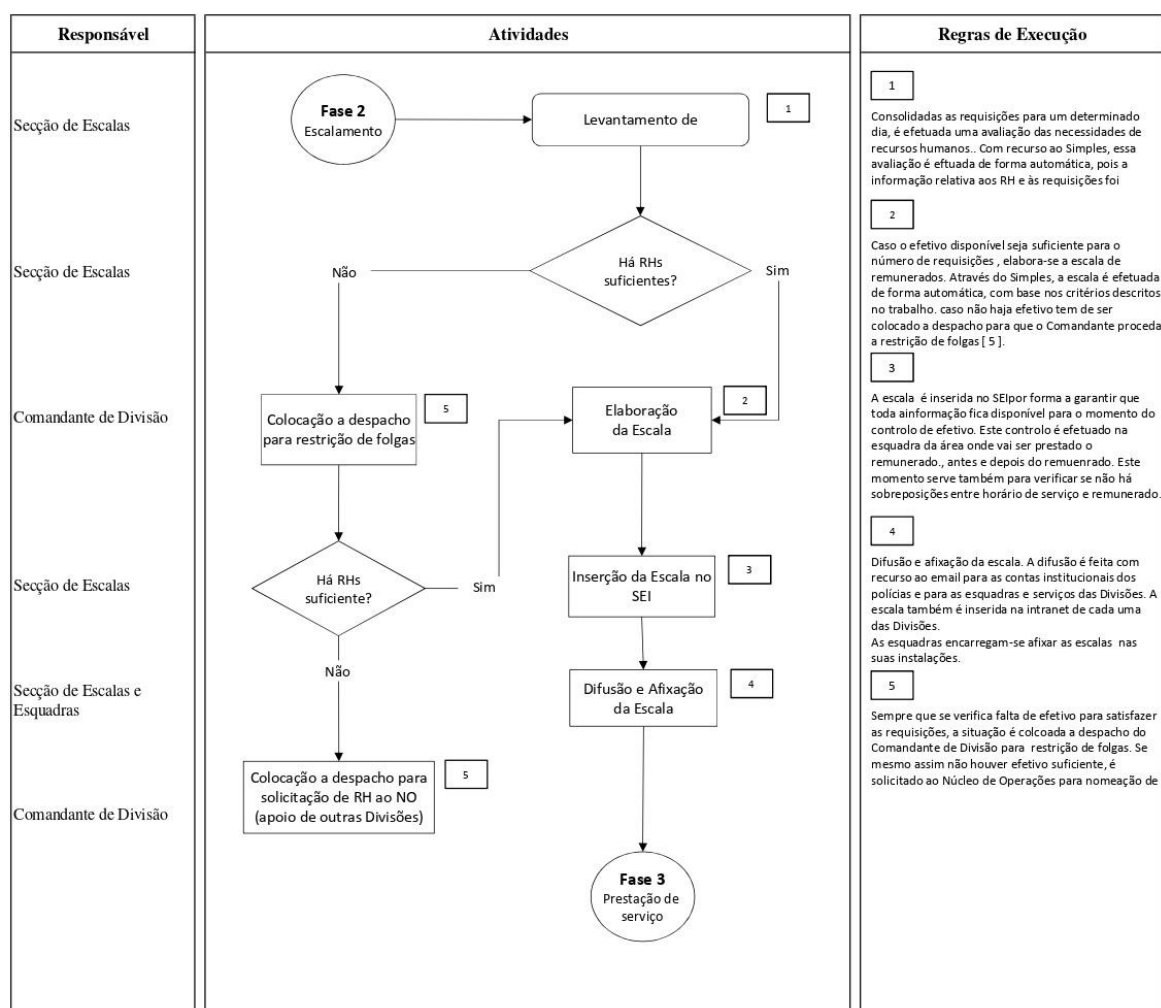 Responsável
Atividades
Regras de Execução
Secção de Escalas
Fase 2
Escalamento
Levantamento de
1
1
Consolidadas as requisições para um determinado
dia, é efetuada uma avaliação das necessidades de
recursos humanos.. Com recurso ao Simples, essa
avaliação é eftuada de forma automática, pois a
informação relativa aos RH e às requisições foi
Secção de Escalas
Não
Há RHs
suficientes?
Sim
2
Caso o efetivo disponível seja suficiente para o
número de requisições , elabora-se a escala de
remunerados. Através do Simples, a escala é efetuada
de forma automática, com base nos critérios descritos
no trabalho. caso não haja efetivo tem de ser
colocado a despacho para que o Comandante proceda
a restrição de folgas [ 5 ].
Comandante de Divisão
Colocação a despacho
para restrição de folgas
5
Elaboração
da Escala
2
3
A escala é inserida no SEIpor forma a garantir que
toda ainformação fica disponível para o momento do
controlo de efetivo. Este controlo é efetuado na
esquadra da área onde vai ser prestado o
remunerado., antes e depois do remuenrado. Este
momento serve também para verificar se não há
sobreposições entre horário de serviço e remunerado.
Secção de Escalas
Há RHs
suficiente?
Sim
Inserção da Escala no
SEI
3
4
Difusão e afixação da escala. A difusão é feita com
recurso ao email para as contas institucionais dos
polícias e para as esquadras e serviços das Divisões. A
escala também é inserida na intranet de cada uma
das Divisões.
As esquadras encarregam-se afixar as escalas nas
suas instalações.
Não
Secção de Escalas e
Esquadras
Difusão e Afixação
da Escala
4
5
Sempre que se verifica falta de efetivo para satisfazer
as requisições, a situação é colcoada a despacho do
Comandante de Divisão para restrição de folgas. Se
mesmo assim não houver efetivo suficiente, é
solicitado ao Núcleo de Operações para nomeação de
Comandante de Divisão
Colocação a despacho para
solicitação de RH ao NO
(apoio de outras Divisões)
5
Fase 3
Prestação de
serviço